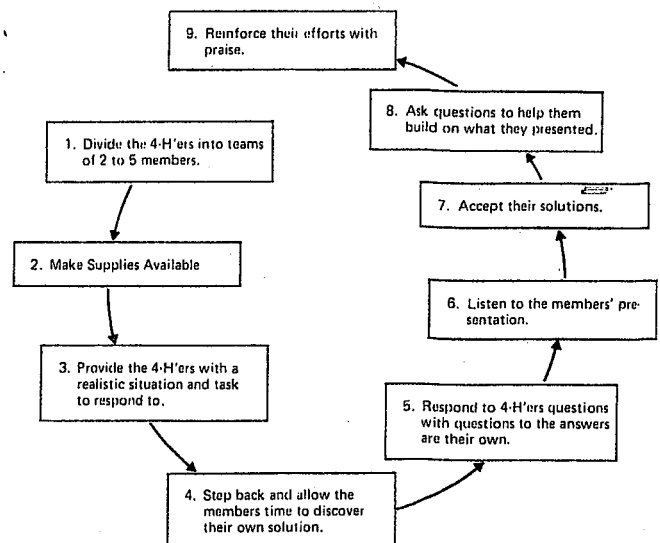 1. Divide the 4-H'ers into teams
of 2 to 5 members.
2. Make Supplies Available
3. Provide the 4-H'ers with a
realistic situation and task
to respond to.
4. Step back and allow the
members time to discover
their own solution.
5. Respond to 4-H'ers questions
with questions to the answers
are their own.
6. Listen to the members' pre-
sentation.
7. Accept their solutions.
8. Ask questions to help them
build on what they presented.
9. Reinforce their efforts with
praise.